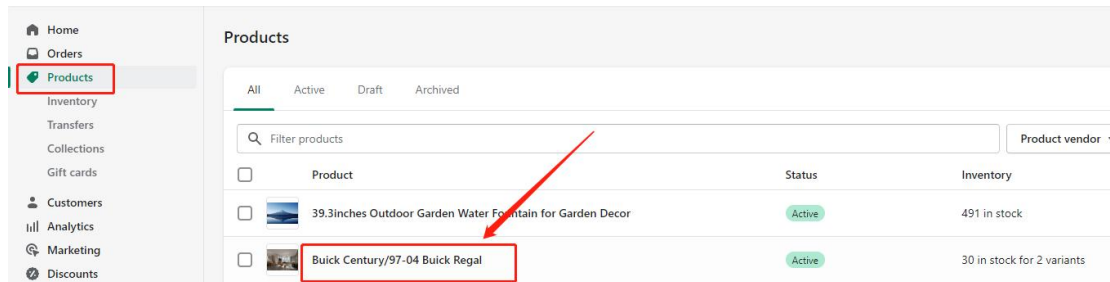 Home
Orders
Products
Inventory
Transfers
Collections
Gift cards
Customers
Analytics
Marketing
Discounts
Products
All Active Draft Archived
Filter products
Product vendor
Product Status Inventory
39.3inches Outdoor Garden Water Fountain for Garden Decor Active 491 in stock
Buick Century/97-04 Buick Regal Active 30 in stock for 2 variants